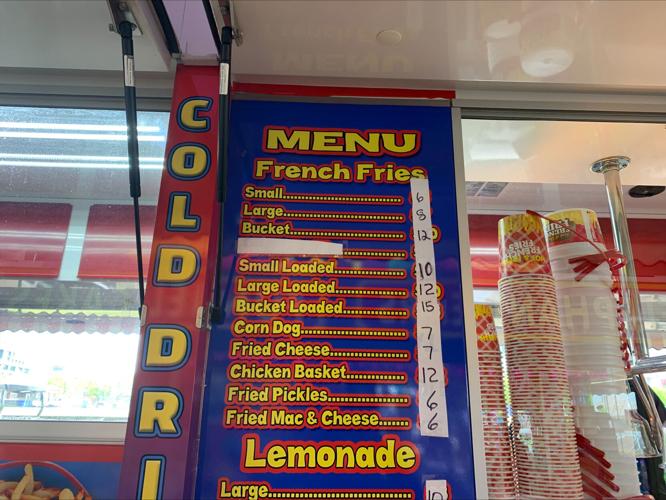 COLD DRI
MENU
French Fries
Small 6
Large 8
Bucket 12
Small Loaded 10
Large Loaded 12
Bucket Loaded 15
Corn Dog 7
Fried Cheese 7
Chicken Basket 12
Fried Pickles 6
Fried Mac & Cheese 6
Lemonade
Large 10